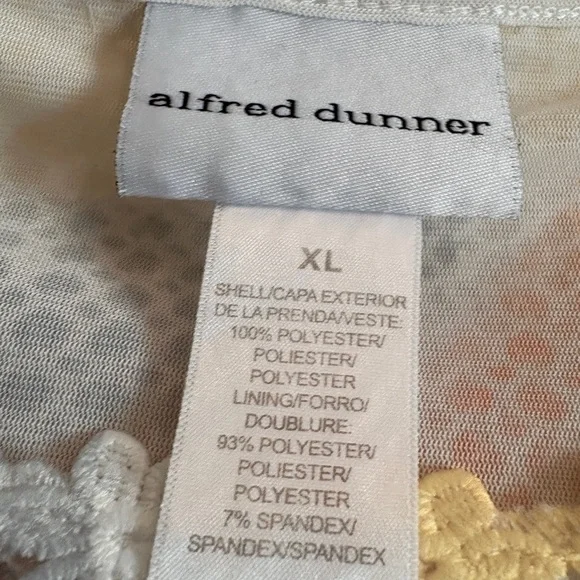 alfred dunner
XL
SHELL/CAPA EXTERIOR
DE LA PRENDA/VESTE:
100% POLYESTER/
POLIESTER/
POLYESTER
LINING/FORRO/
DOUBLURE:
93% POLYESTER/
POLIESTER/
POLYESTER
7% SPANDEX/
SPANDEX/SPANDEX